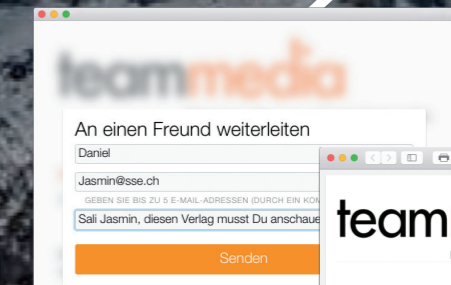 teammedia
An einen Freund weiterleiten
Daniel
Jasmin@sse.ch
GEBEN SIE BIS ZU 5 E-MAIL-ADRESSEN (DURCH EIN KOM
Sali Jasmin, diesen Verlag musst Du anschaue
Senden
team